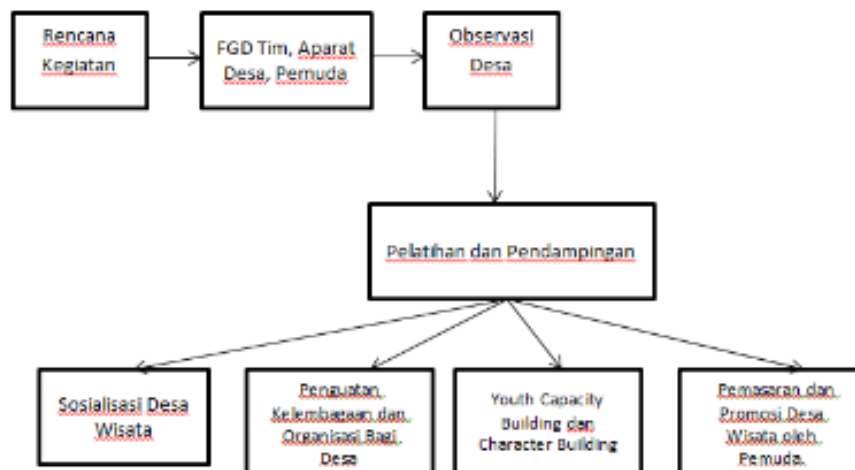 Rencana
Kegiatan
FGD Tim, Aparat
Desa, Pemuda
Observasi
Desa
Pelatihan dan Pendampingan
Sosialisasi Desa
Wisata
Penguatan
Kelembagaan dan
Organisasi Bagi
Desa
Youth Capacity
Building dan
Character Building
Pemasaran dan
Promosi Desa
Wisata oleh
Pemuda.